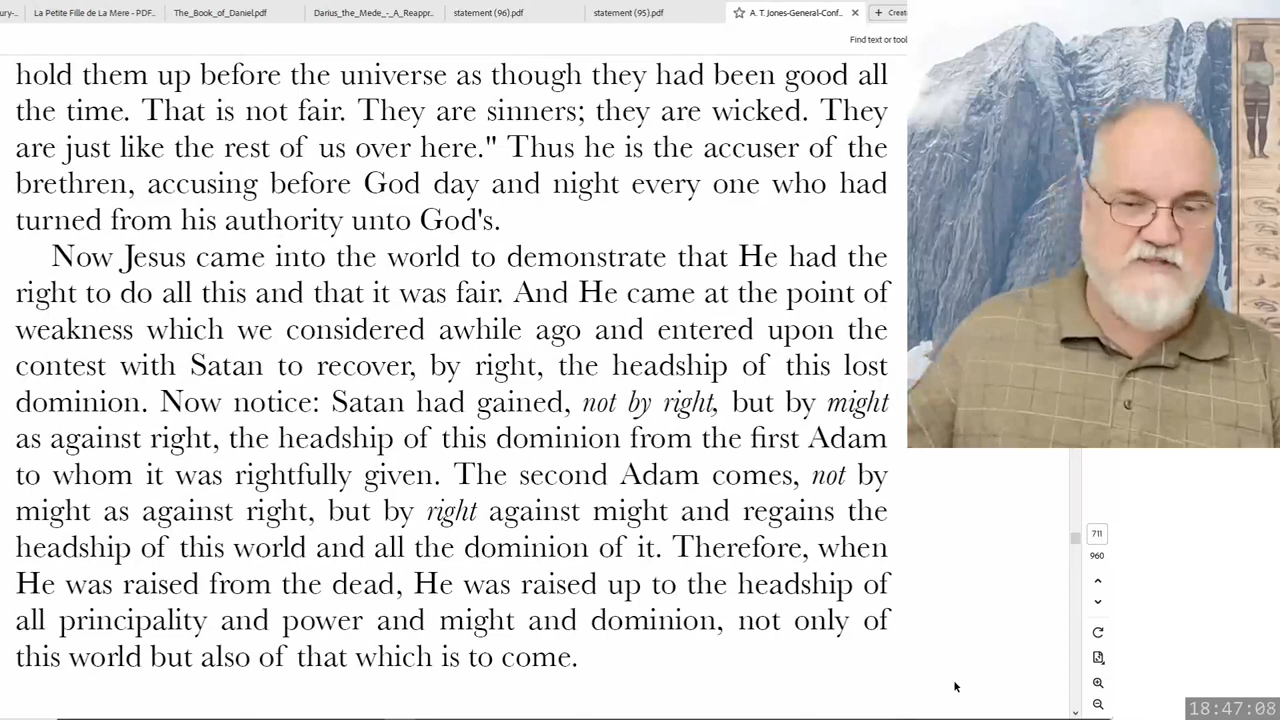 ury-...
La Petite Fille de La Mere - PDF...
The_Book_of_Daniel.pdf
Darius_the_Mede_-_A_Reappr...
statement (96).pdf
statement (95).pdf
A. T. Jones-General-Conf...
Creat
Find text or tool
hold them up before the universe as though they had been good all
the time. That is not fair. They are sinners; they are wicked. They
are just like the rest of us over here." Thus he is the accuser of the
brethren, accusing before God day and night every one who had
turned from his authority unto God's.
Now Jesus came into the world to demonstrate that He had the
right to do all this and that it was fair. And He came at the point of
weakness which we considered awhile ago and entered upon the
contest with Satan to recover, by right, the headship of this lost
dominion. Now notice: Satan had gained, not by right, but by might
as against right, the headship of this dominion from the first Adam
to whom it was rightfully given. The second Adam comes, not by
might as against right, but by right against might and regains the
headship of this world and all the dominion of it. Therefore, when
He was raised from the dead, He was raised up to the headship of
all principality and power and might and dominion, not only of
this world but also of that which is to come.
711
960
18:47:08